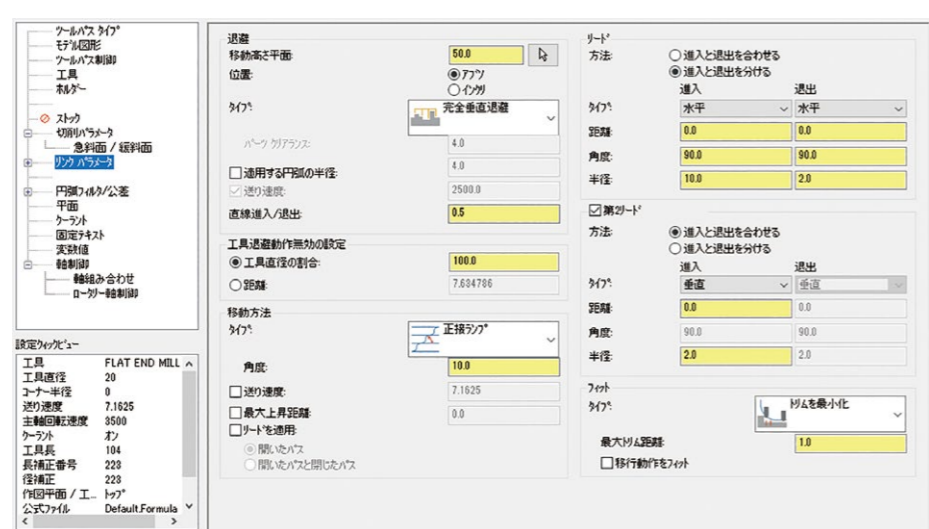 ツールパス タイプ
モデル図形
ツールパス制御
工具
ホルダー
ストック
切削パラメータ
急斜面 / 緩斜面
リンク パラメータ
円弧フィルタ/公差
平面
クーラント
固定テキスト
変数値
軸制御
軸組み合わせ
ロータリー軸制御
設定クイックビュー
工具 FLAT END MILL
工具直径 20
コーナー半径 0
送り速度 7.1625
主軸回転速度 3500
クーラント オン
工具長 104
長補正番号 223
径補正 223
作図平面 / 工... トップ
公式ファイル Default.Formula
退避
移動高さ平面: 50.0
位置: アブソ
インクリ
タイプ: 完全垂直退避
パーツ クリアランス: 4.0
適用する円弧の半径: 4.0
送り速度: 2500.0
直線進入/退出: 0.5
工具退避動作無効の設定
工具直径の割合: 100.0
距離: 7.634786
移動方法
タイプ: 正接ランプ
角度: 10.0
送り速度: 7.1625
最大上昇距離: 0.0
リードを適用:
開いたパス
開いたパスと閉じたパス
リード
方法: 進入と退出を合わせる
進入と退出を分ける
進入 退出
タイプ: 水平 水平
距離: 0.0 0.0
角度: 90.0 90.0
半径: 10.0 2.0
第2リード
方法: 進入と退出を合わせる
進入と退出を分ける
進入 退出
タイプ: 垂直 垂直
距離: 0.0 0.0
角度: 90.0 90.0
半径: 2.0 2.0
フィット
タイプ: トリムを最小化
最大トリム距離: 1.0
移行動作をフィット